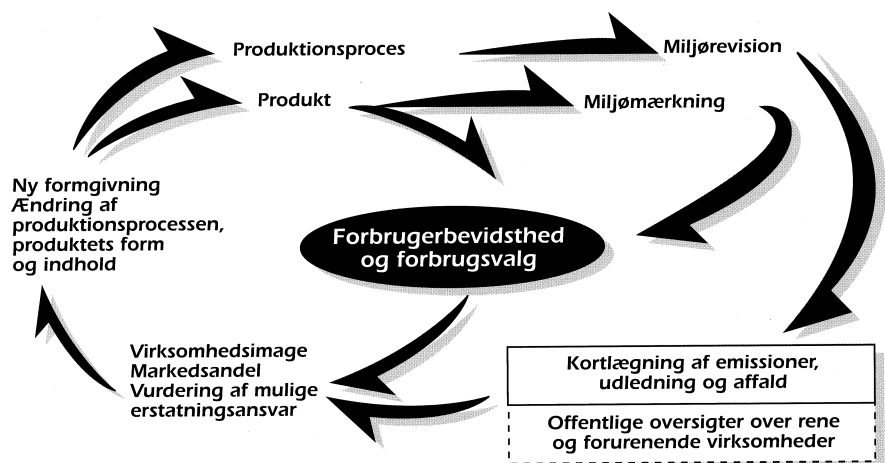 Produktionsproces
Miljørevision
Produkt
Miljømærkning
Ny formgivning
Ændring af
produktionsprocessen,
produktets form
og indhold
Forbrugerbevidsthed
og forbrugsvalg
Virksomhedsimage
Markedsandel
Vurdering af mulige
erstatningsansvar
Kortlægning af emissioner,
udledning og affald
Offentlige oversigter over rene
og forurenende virksomheder